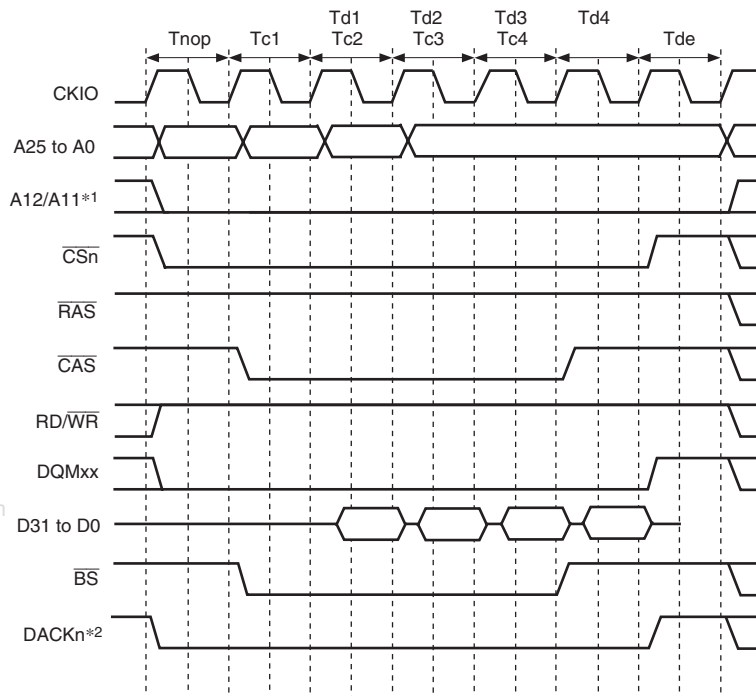 Td1 Td2 Td3 Td4
Tnop Tc1 Tc2 Tc3 Tc4 Tde
CKIO
A25 to A0
A12/A11*1
CSn
RAS
CAS
RD/WR
DQMxx
n
D31 to D0
BS
DACKn*2